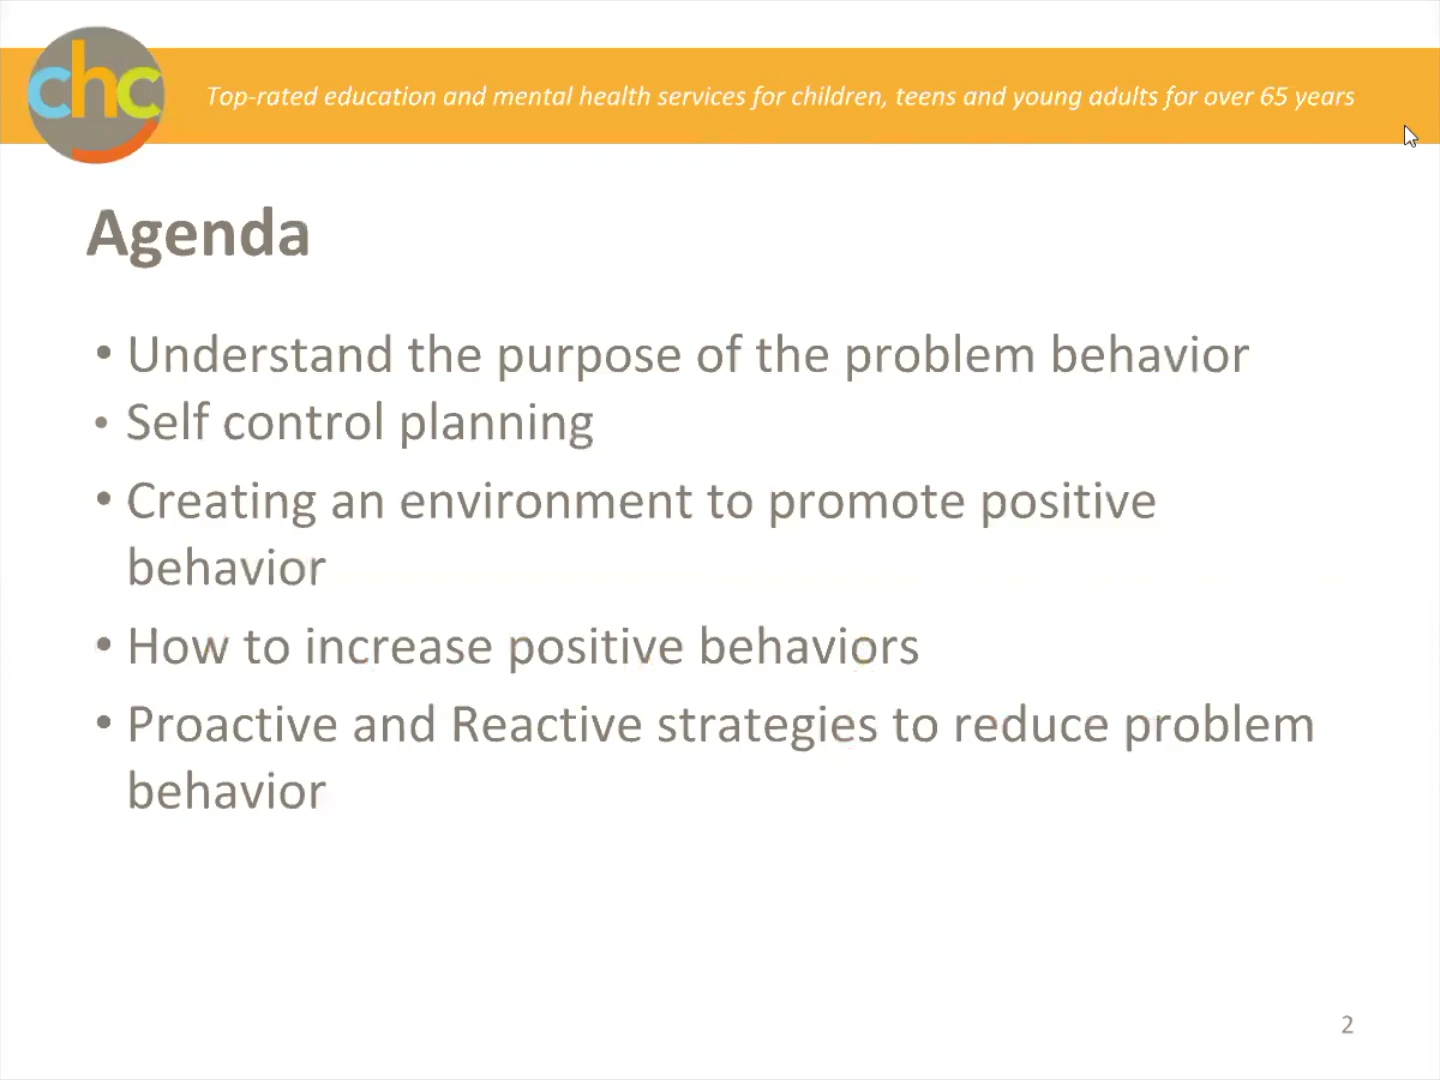 chc
Top-rated education and mental health services for children, teens and young adults for over 65 years
Agenda
• Understand the purpose of the problem behavior
• Self control planning
• Creating an environment to promote positive
behavior
• How to increase positive behaviors
• Proactive and Reactive strategies to reduce problem
behavior
2